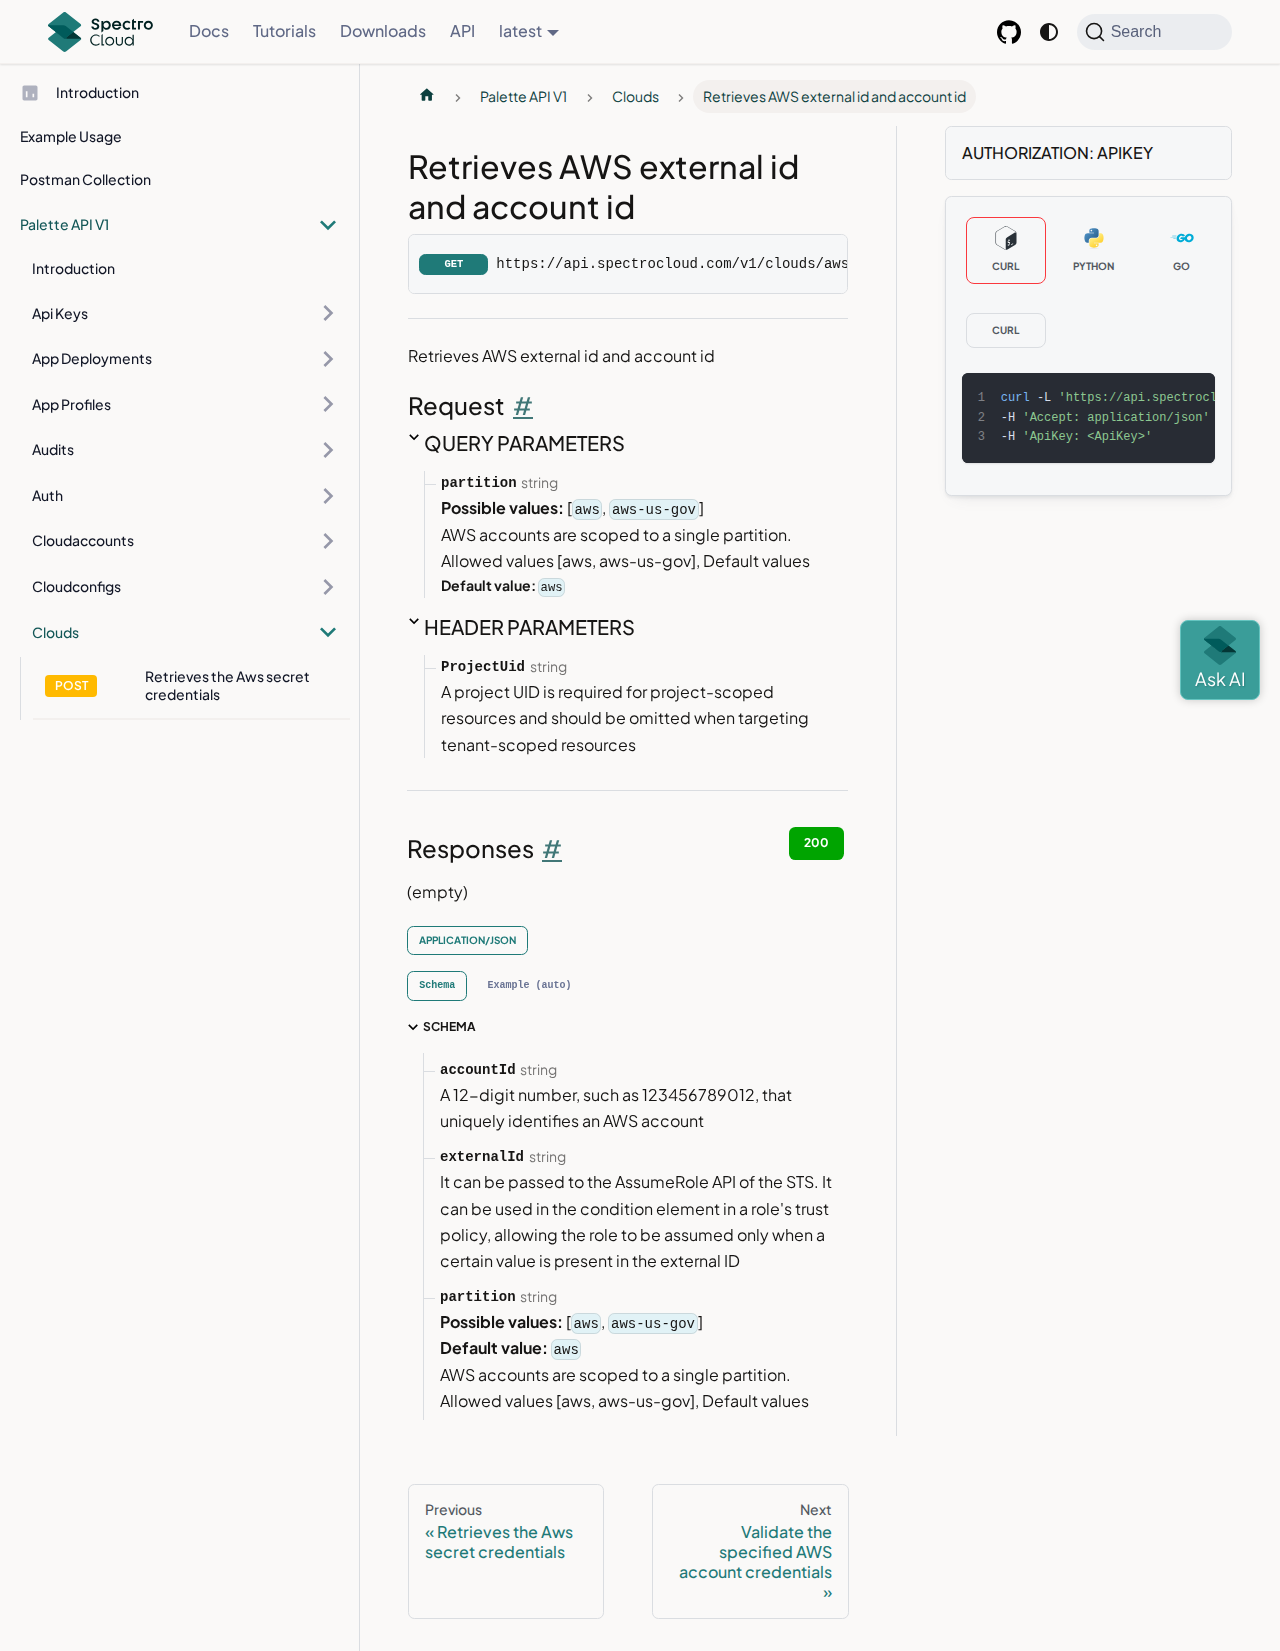 Spectro
Cloud
Docs
Tutorials
Downloads
API
latest
Search
Introduction
Example Usage
Postman Collection
Palette API V1
Introduction
Api Keys
App Deployments
App Profiles
Audits
Auth
Cloudaccounts
Cloudconfigs
Clouds
POST
Retrieves the Aws secret
credentials
Palette API V1
Clouds
Retrieves AWS external id and account id
Retrieves AWS external id
and account id
GET
https://api.spectrocloud.com/v1/clouds/aws
Retrieves AWS external id and account id
Request #
QUERY PARAMETERS
partition string
Possible values: [aws, aws-us-gov]
AWS accounts are scoped to a single partition.
Allowed values [aws, aws-us-gov], Default values
Default value: aws
HEADER PARAMETERS
ProjectUid string
A project UID is required for project-scoped
resources and should be omitted when targeting
tenant-scoped resources
Responses #
200
(empty)
APPLICATION/JSON
Schema
Example (auto)
SCHEMA
accountId string
A 12-digit number, such as 123456789012, that
uniquely identifies an AWS account
externalId string
It can be passed to the AssumeRole API of the STS. It
can be used in the condition element in a role's trust
policy, allowing the role to be assumed only when a
certain value is present in the external ID
partition string
Possible values: [aws, aws-us-gov]
Default value: aws
AWS accounts are scoped to a single partition.
Allowed values [aws, aws-us-gov], Default values
Previous
« Retrieves the Aws
secret credentials
Next
Validate the
specified AWS
account credentials
»
AUTHORIZATION: APIKEY
CURL
PYTHON
GO
CURL
1 curl -L 'https://api.spectrocl
2 -H 'Accept: application/json'
3 -H 'ApiKey: <ApiKey>'
Ask AI